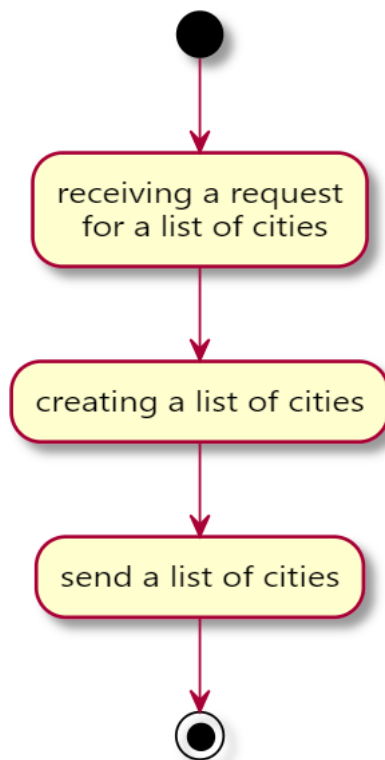 receiving a request
for a list of cities
creating a list of cities
send a list of cities